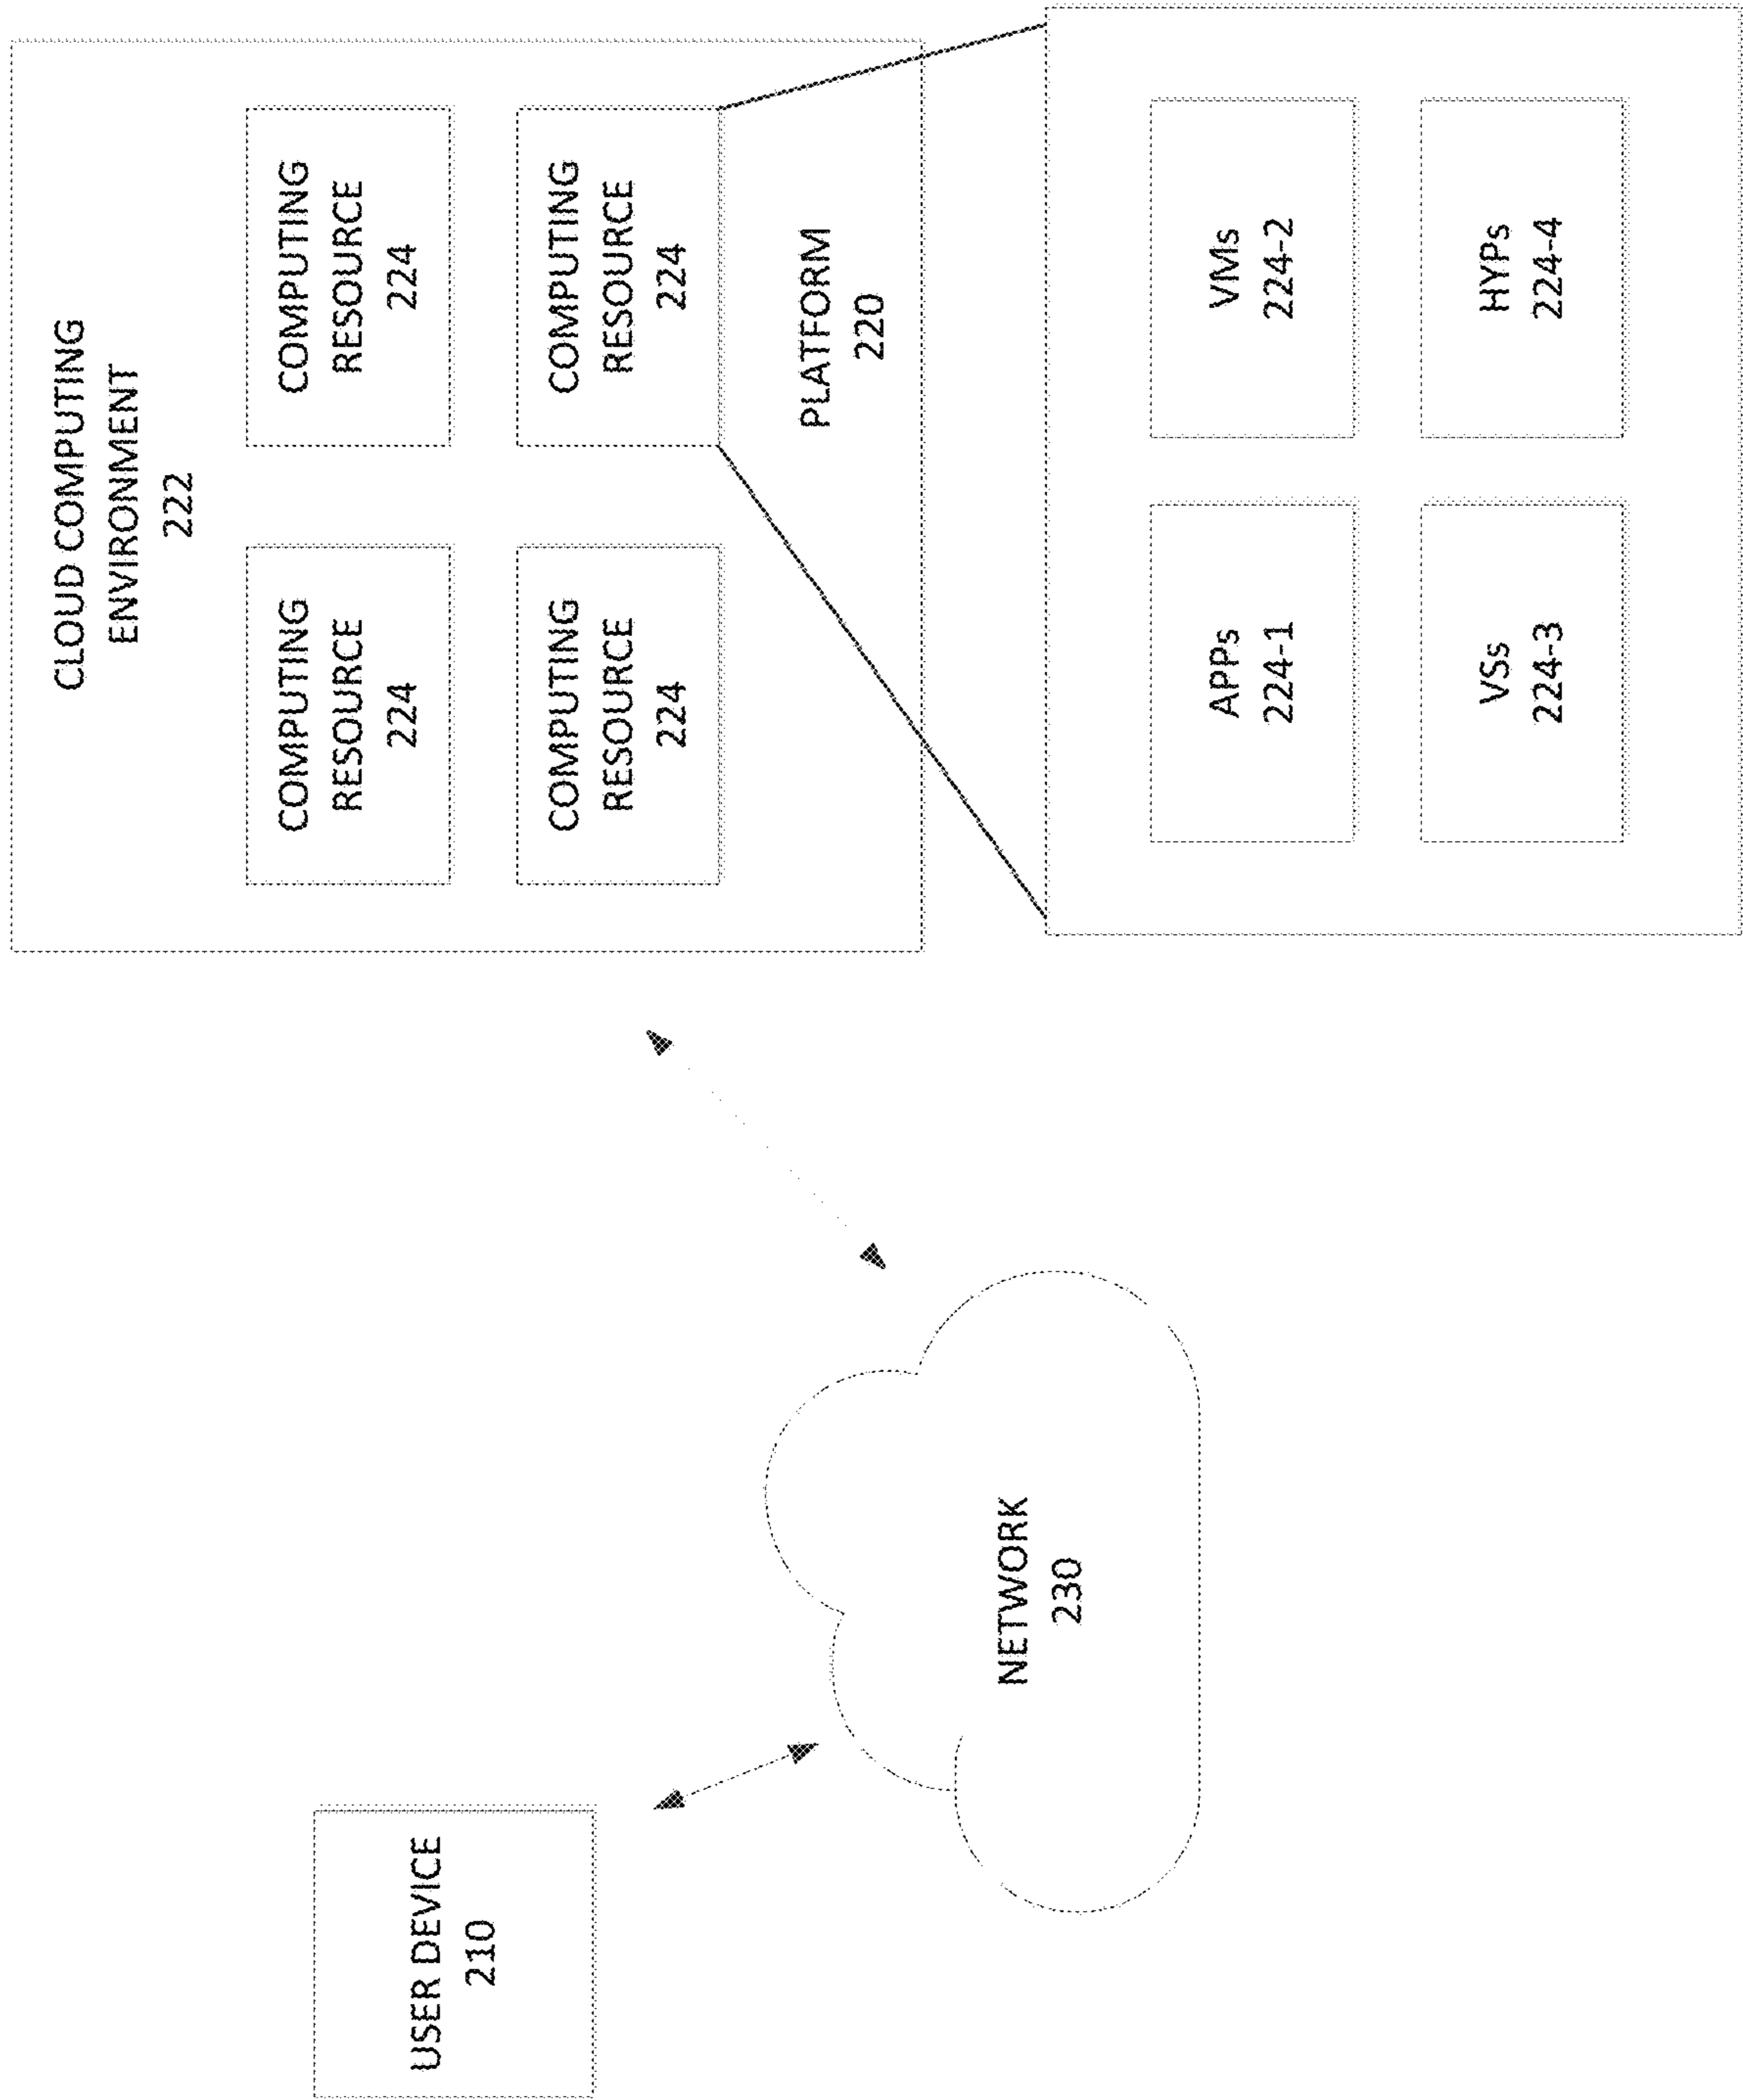 CLOUD COMPUTING
ENVIRONMENT
222
COMPUTING
RESOURCE
224
COMPUTING
RESOURCE
224
COMPUTING
RESOURCE
224
COMPUTING
RESOURCE
224
PLATFORM
220
USER DEVICE
210
NETWORK
230
APPs
224-1
VMs
224-2
VSs
224-3
HYPs
224-4